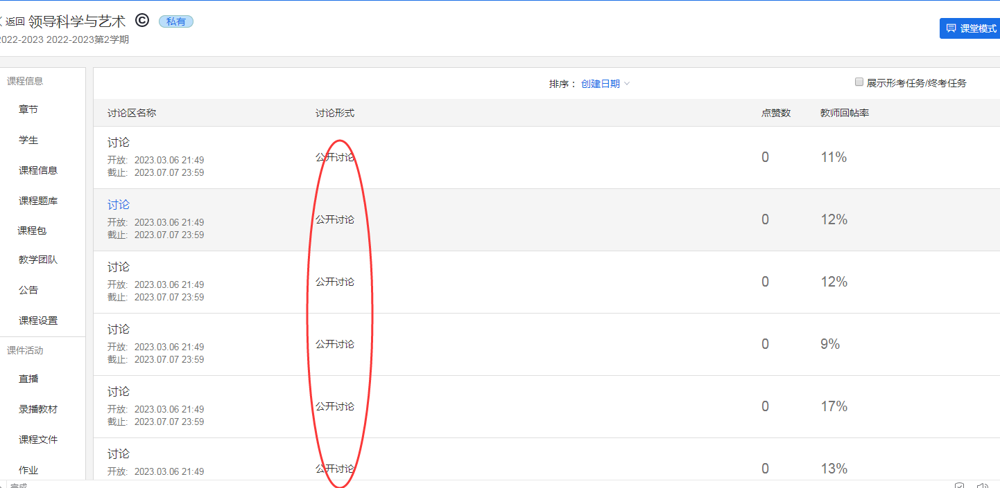 返回 领导科学与艺术 © 私有
2022-2023 2022-2023第2学期
课堂模式
课程信息
章节
学生
课程信息
课程题库
课程包
教学团队
公告
课程设置
课件活动
直播
录播教材
课程文件
作业
排序： 创建日期
展示形考任务/终考任务
讨论区名称 讨论形式 点赞数 教师回帖率
讨论
开放: 2023.03.06 21:49
截止: 2023.07.07 23:59
公开讨论 0 11%
讨论
开放: 2023.03.06 21:49
截止: 2023.07.07 23:59
公开讨论 0 12%
讨论
开放: 2023.03.06 21:49
截止: 2023.07.07 23:59
公开讨论 0 12%
讨论
开放: 2023.03.06 21:49
截止: 2023.07.07 23:59
公开讨论 0 9%
讨论
开放: 2023.03.06 21:49
截止: 2023.07.07 23:59
公开讨论 0 17%
讨论
开放: 2023.03.06 21:49
公开讨论 0 13%
完成